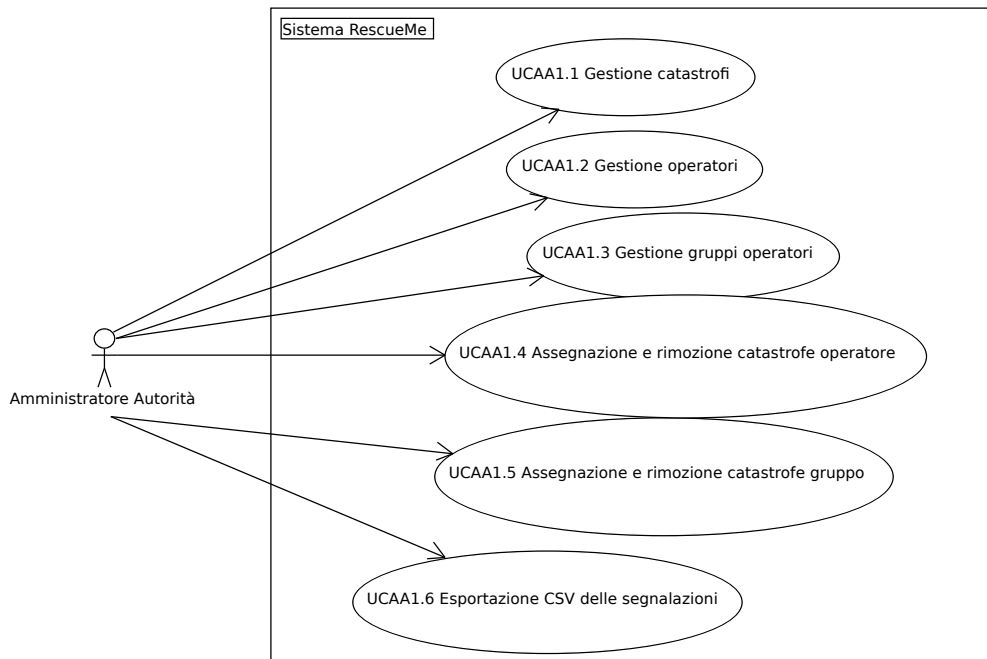 Sistema RescueMe
UCAA1.1 Gestione catastrofi
UCAA1.2 Gestione operatori
UCAA1.3 Gestione gruppi operatori
UCAA1.4 Assegnazione e rimozione catastrofe operatore
Amministratore Autorità
UCAA1.5 Assegnazione e rimozione catastrofe gruppo
UCAA1.6 Esportazione CSV delle segnalazioni